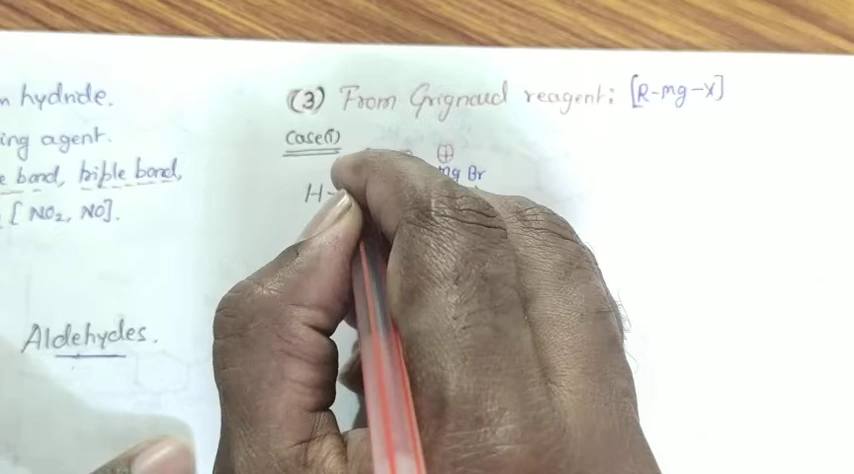 hydride.
ing agent.
bond, triple bond,
[NO₂, NO].
Aldehydes.
(3) From Grignard reagent: [R-mg-X]
Case(i)
⊕
mg Br
H-